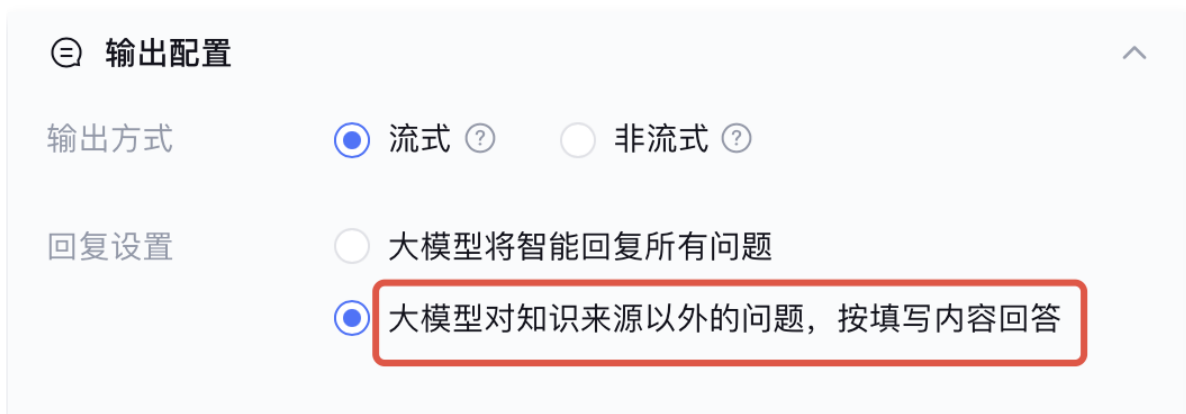 输出配置
输出方式 流式 ? 非流式 ?
回复设置 大模型将智能回复所有问题
大模型对知识来源以外的问题，按填写内容回答